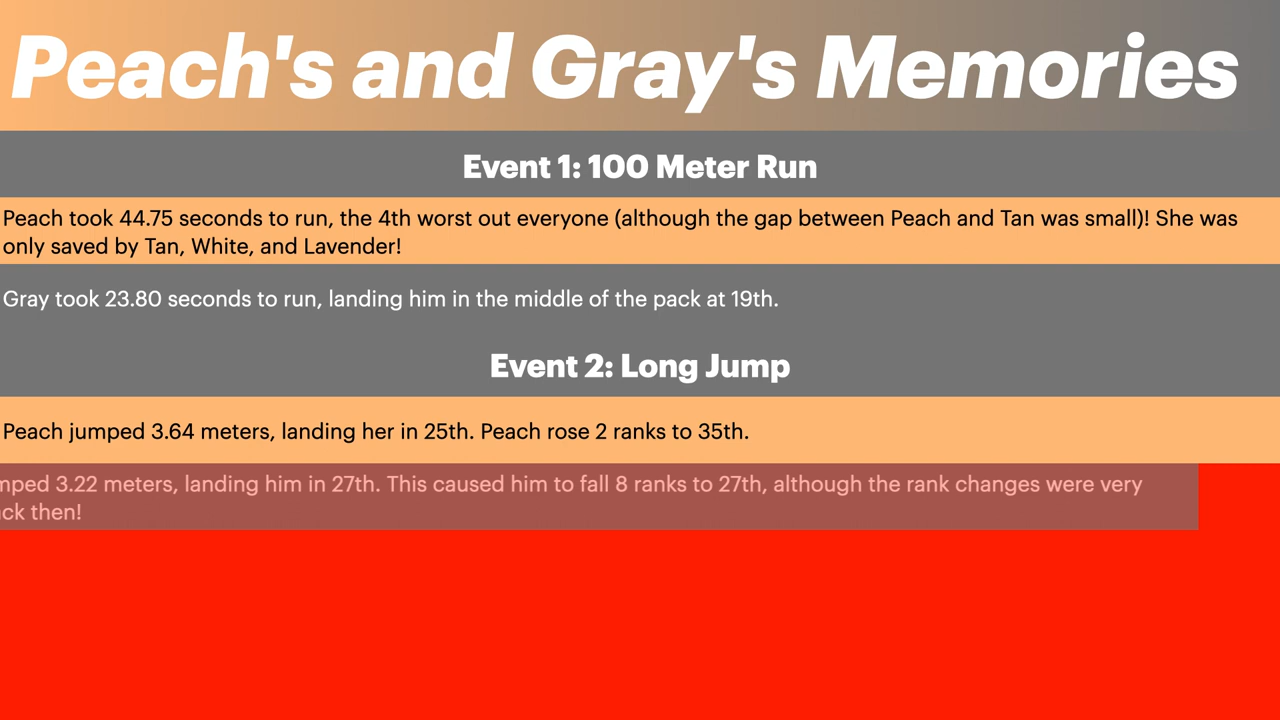 Peach's and Gray's Memories
Event 1: 100 Meter Run
Peach took 44.75 seconds to run, the 4th worst out everyone (although the gap between Peach and Tan was small)! She was
only saved by Tan, White, and Lavender!
Gray took 23.80 seconds to run, landing him in the middle of the pack at 19th.
Event 2: Long Jump
Peach jumped 3.64 meters, landing her in 25th. Peach rose 2 ranks to 35th.
3.22 meters, landing him in 27th. This caused him to fall 8 ranks to 27th, although the rank changes were very
then!